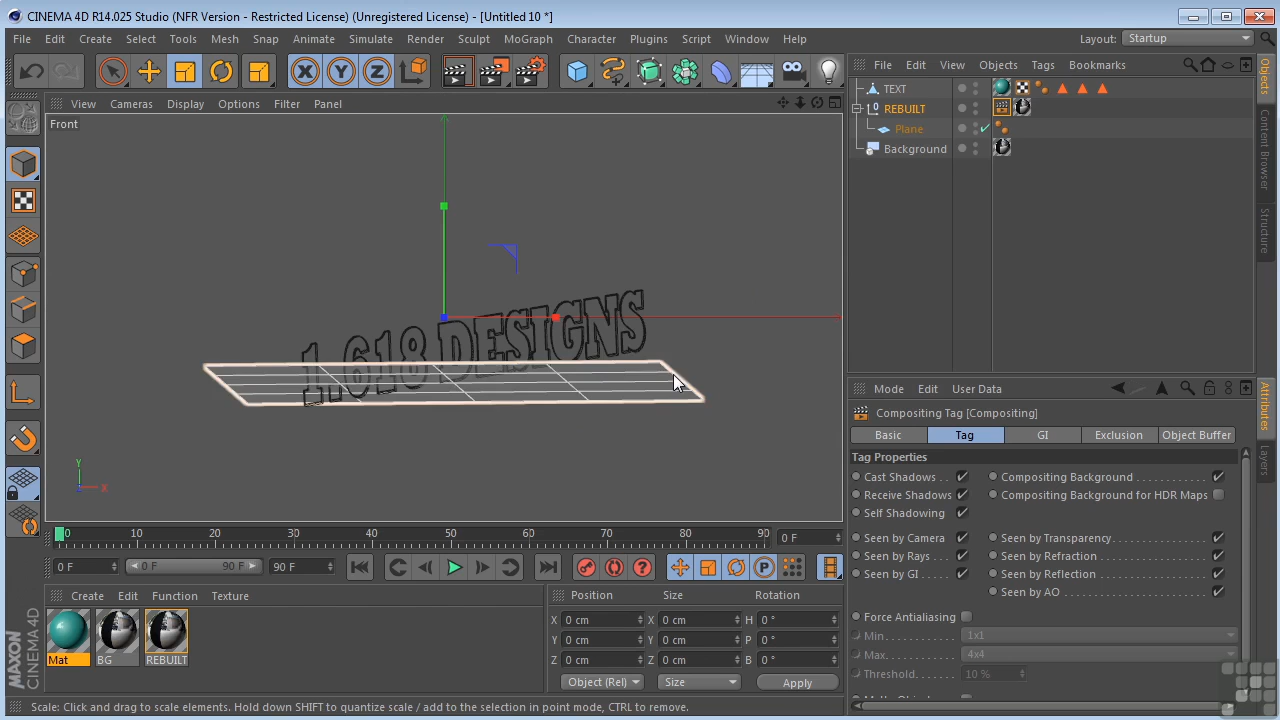 CINEMA 4D R14.025 Studio (NFR Version - Restricted License) (Unregistered License) - [Untitled 10 *]
File Edit Create Select Tools Mesh Snap Animate Simulate Render Sculpt MoGraph Character Plugins Script Window Help Layout: Startup
X Y Z
File Edit View Objects Tags Bookmarks
View Cameras Display Options Filter Panel
Front
TEXT
REBUILT
Plane
Background
Objects
Content Browser
Structure
Y
X
1.618 DESIGNS
Mode Edit User Data
Compositing Tag [Compositing]
Basic Tag GI Exclusion Object Buffer
Tag Properties
Cast Shadows . . Compositing Background
Receive Shadows Compositing Background for HDR Maps
Self Shadowing
Seen by Camera Seen by Transparency
Seen by Rays . . . Seen by Refraction
Seen by GI . . . . Seen by Reflection
Seen by AO
Force Antialiasing
Min 1x1
Max 4x4
Threshold. 10 %
Attributes
Layers
0 10 20 30 40 50 60 70 80 90 0 F
0 F 0 F 90 F 90 F
P
Create Edit Function Texture
Mat BG REBUILT
Position Size Rotation
X 0 cm X 0 cm H 0 °
Y 0 cm Y 0 cm P 0 °
Z 0 cm Z 0 cm B 0 °
Object (Rel) Size Apply
MAXON
CINEMA 4D
Scale: Click and drag to scale elements. Hold down SHIFT to quantize scale / add to the selection in point mode, CTRL to remove.